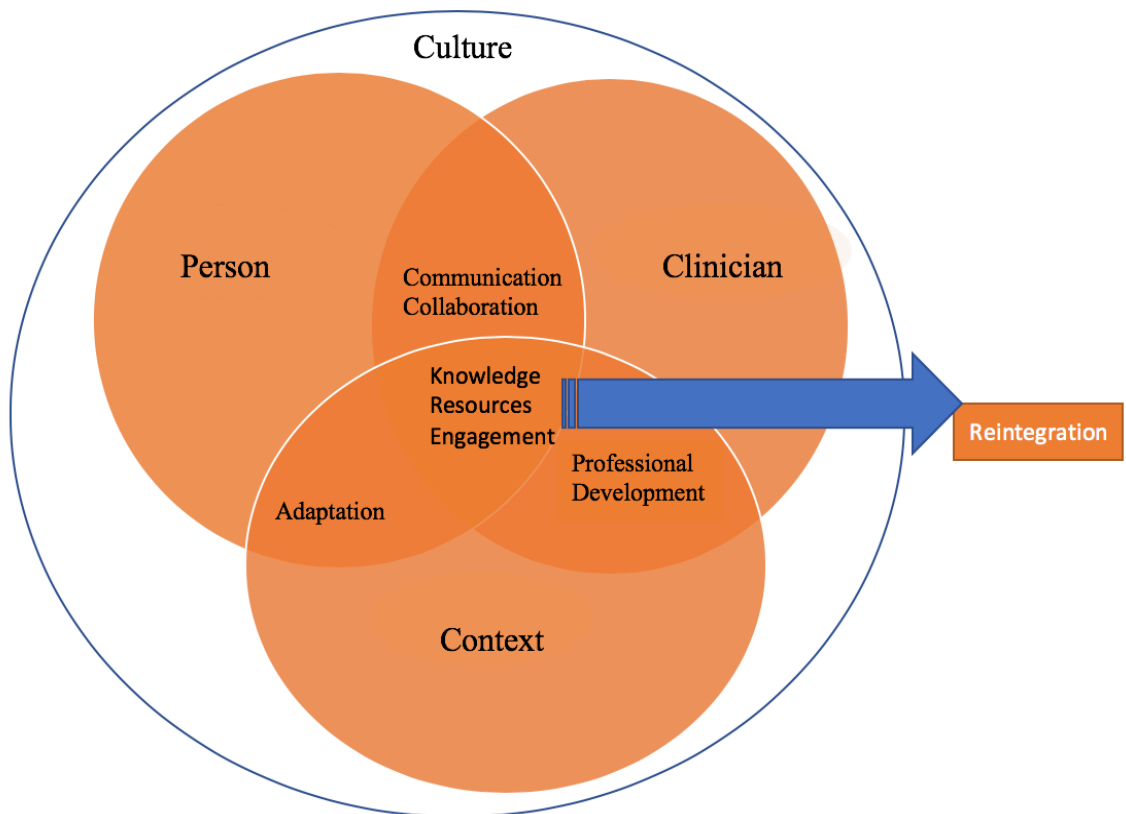 Culture
Person
Clinician
Communication
Collaboration
Knowledge
Resources
Engagement
Reintegration
Professional
Development
Adaptation
Context